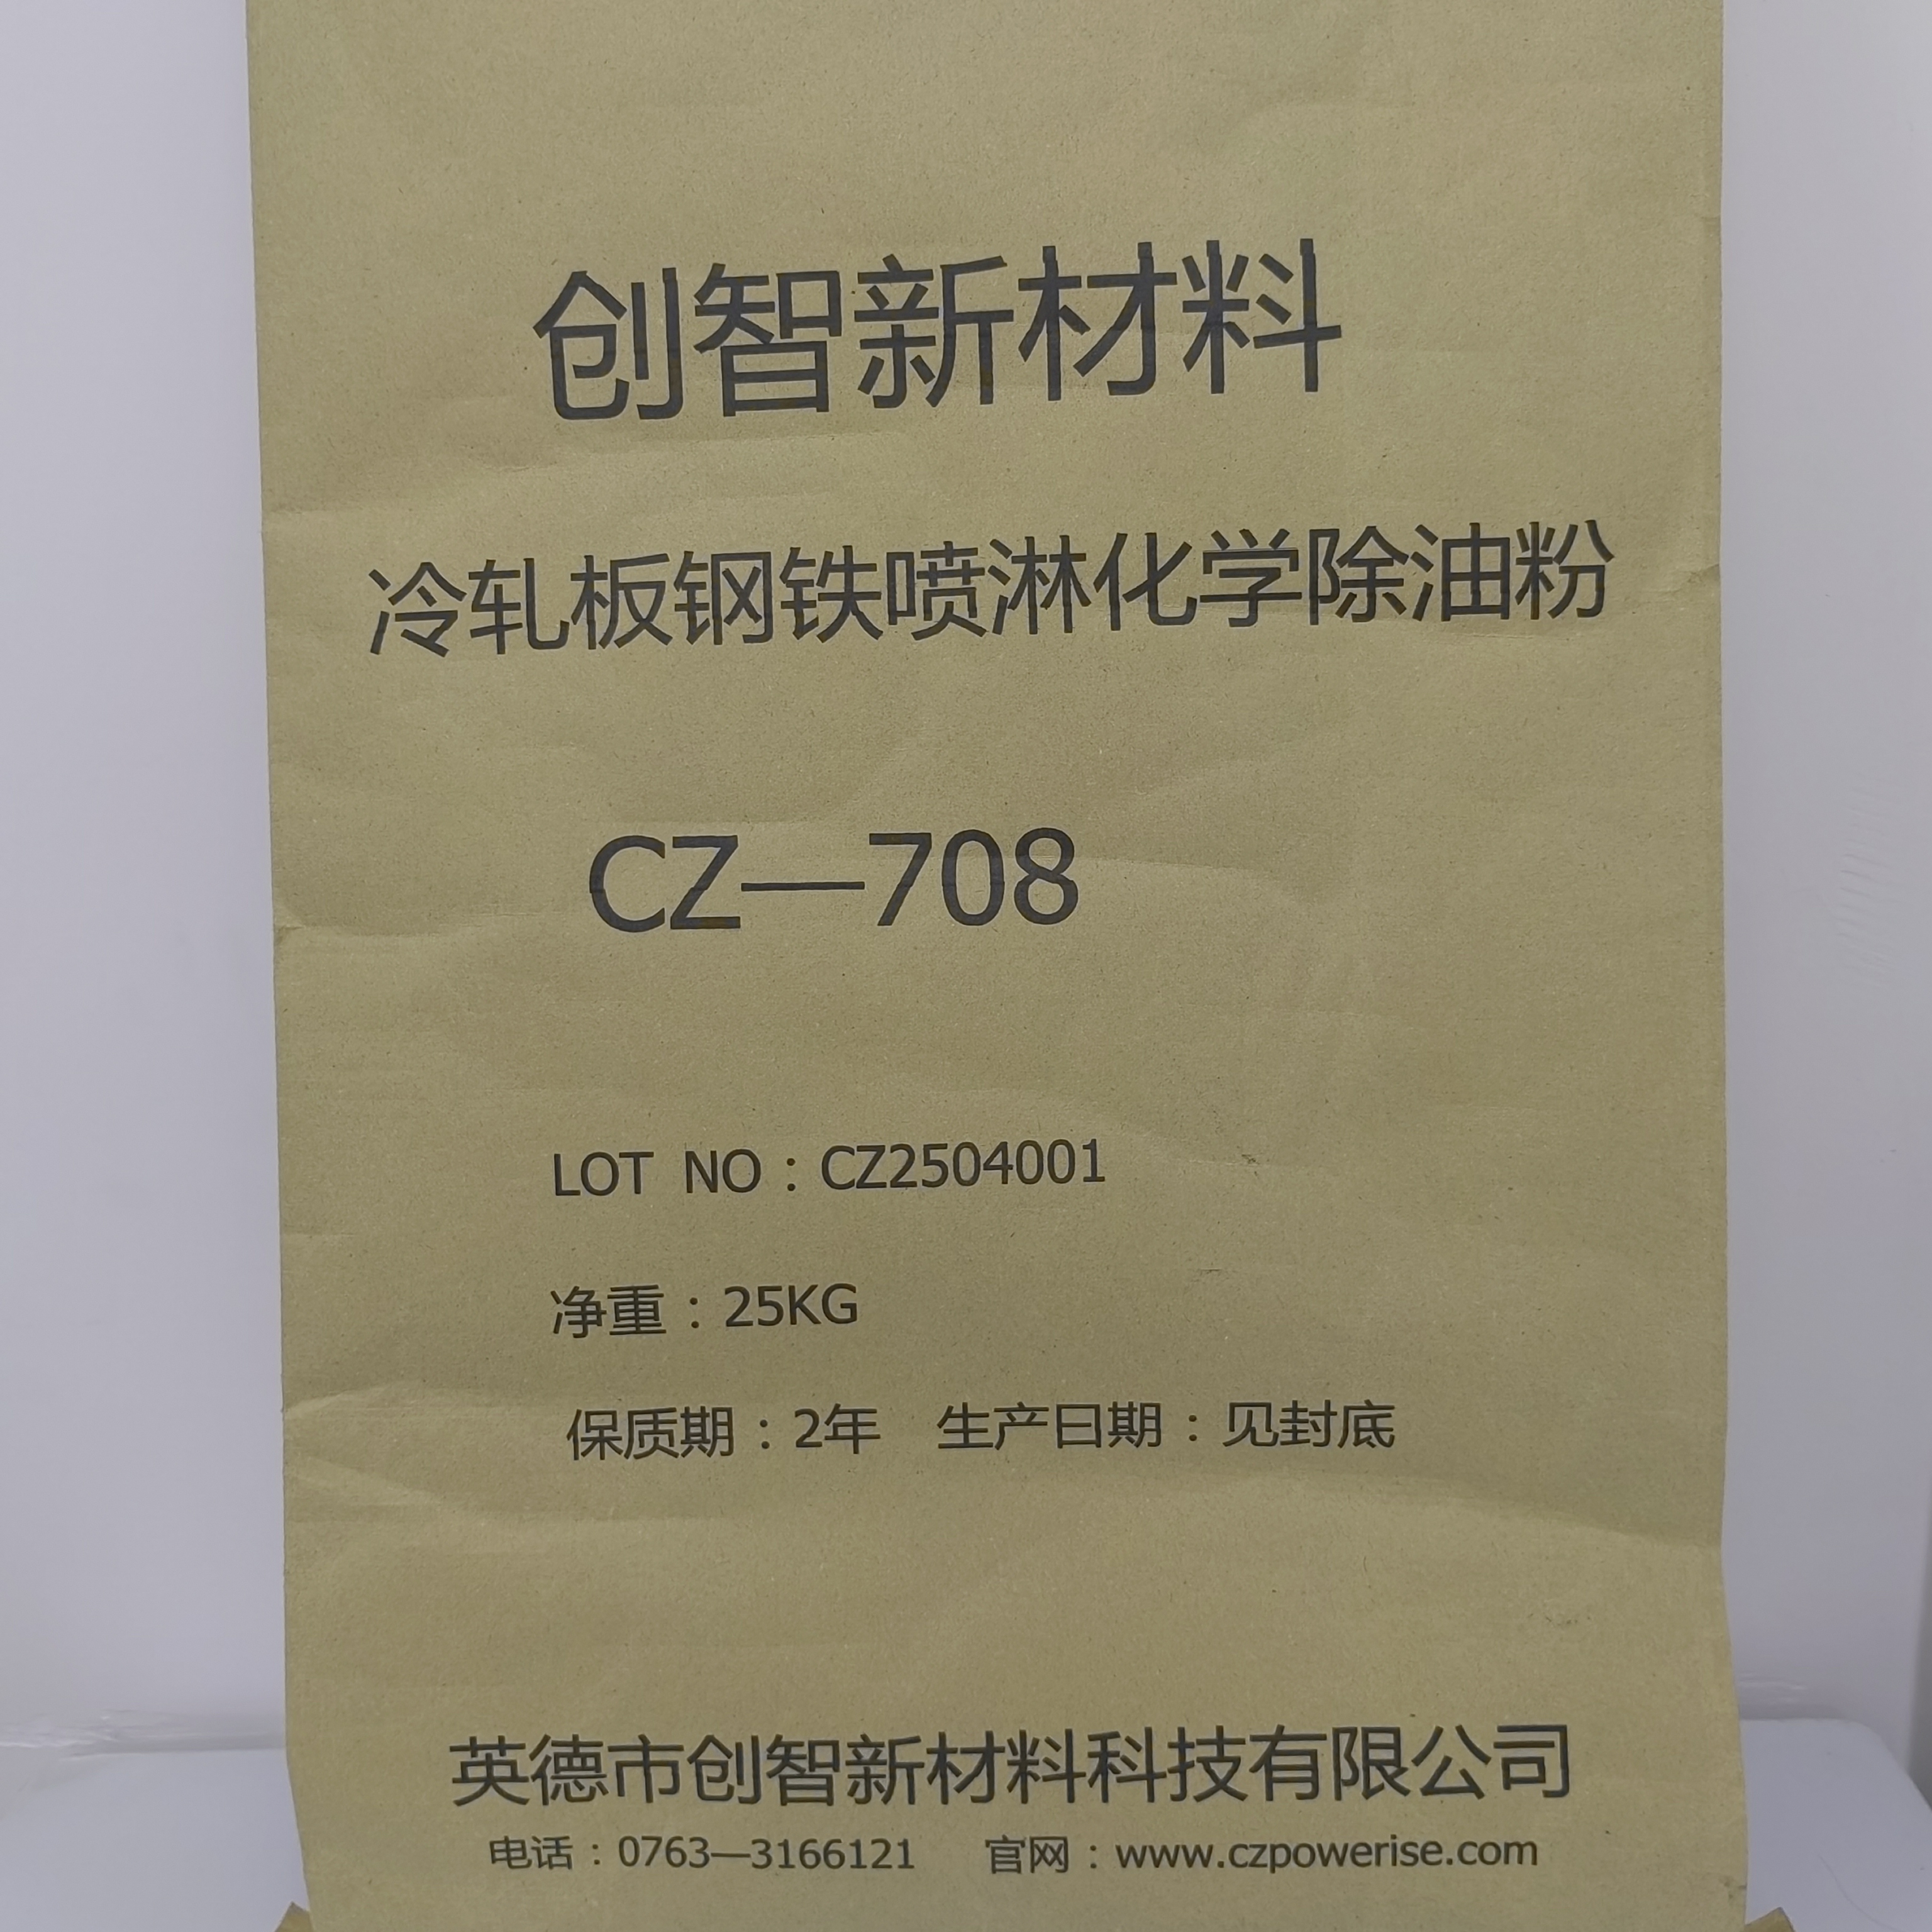 创智新材料
冷轧板钢铁喷淋化学除油粉
CZ—708
LOT NO：CZ2504001
净重：25KG
保质期：2年 生产日期：见封底
英德市创智新材料科技有限公司
电话：0763—3166121 官网：www.czpowerise.com